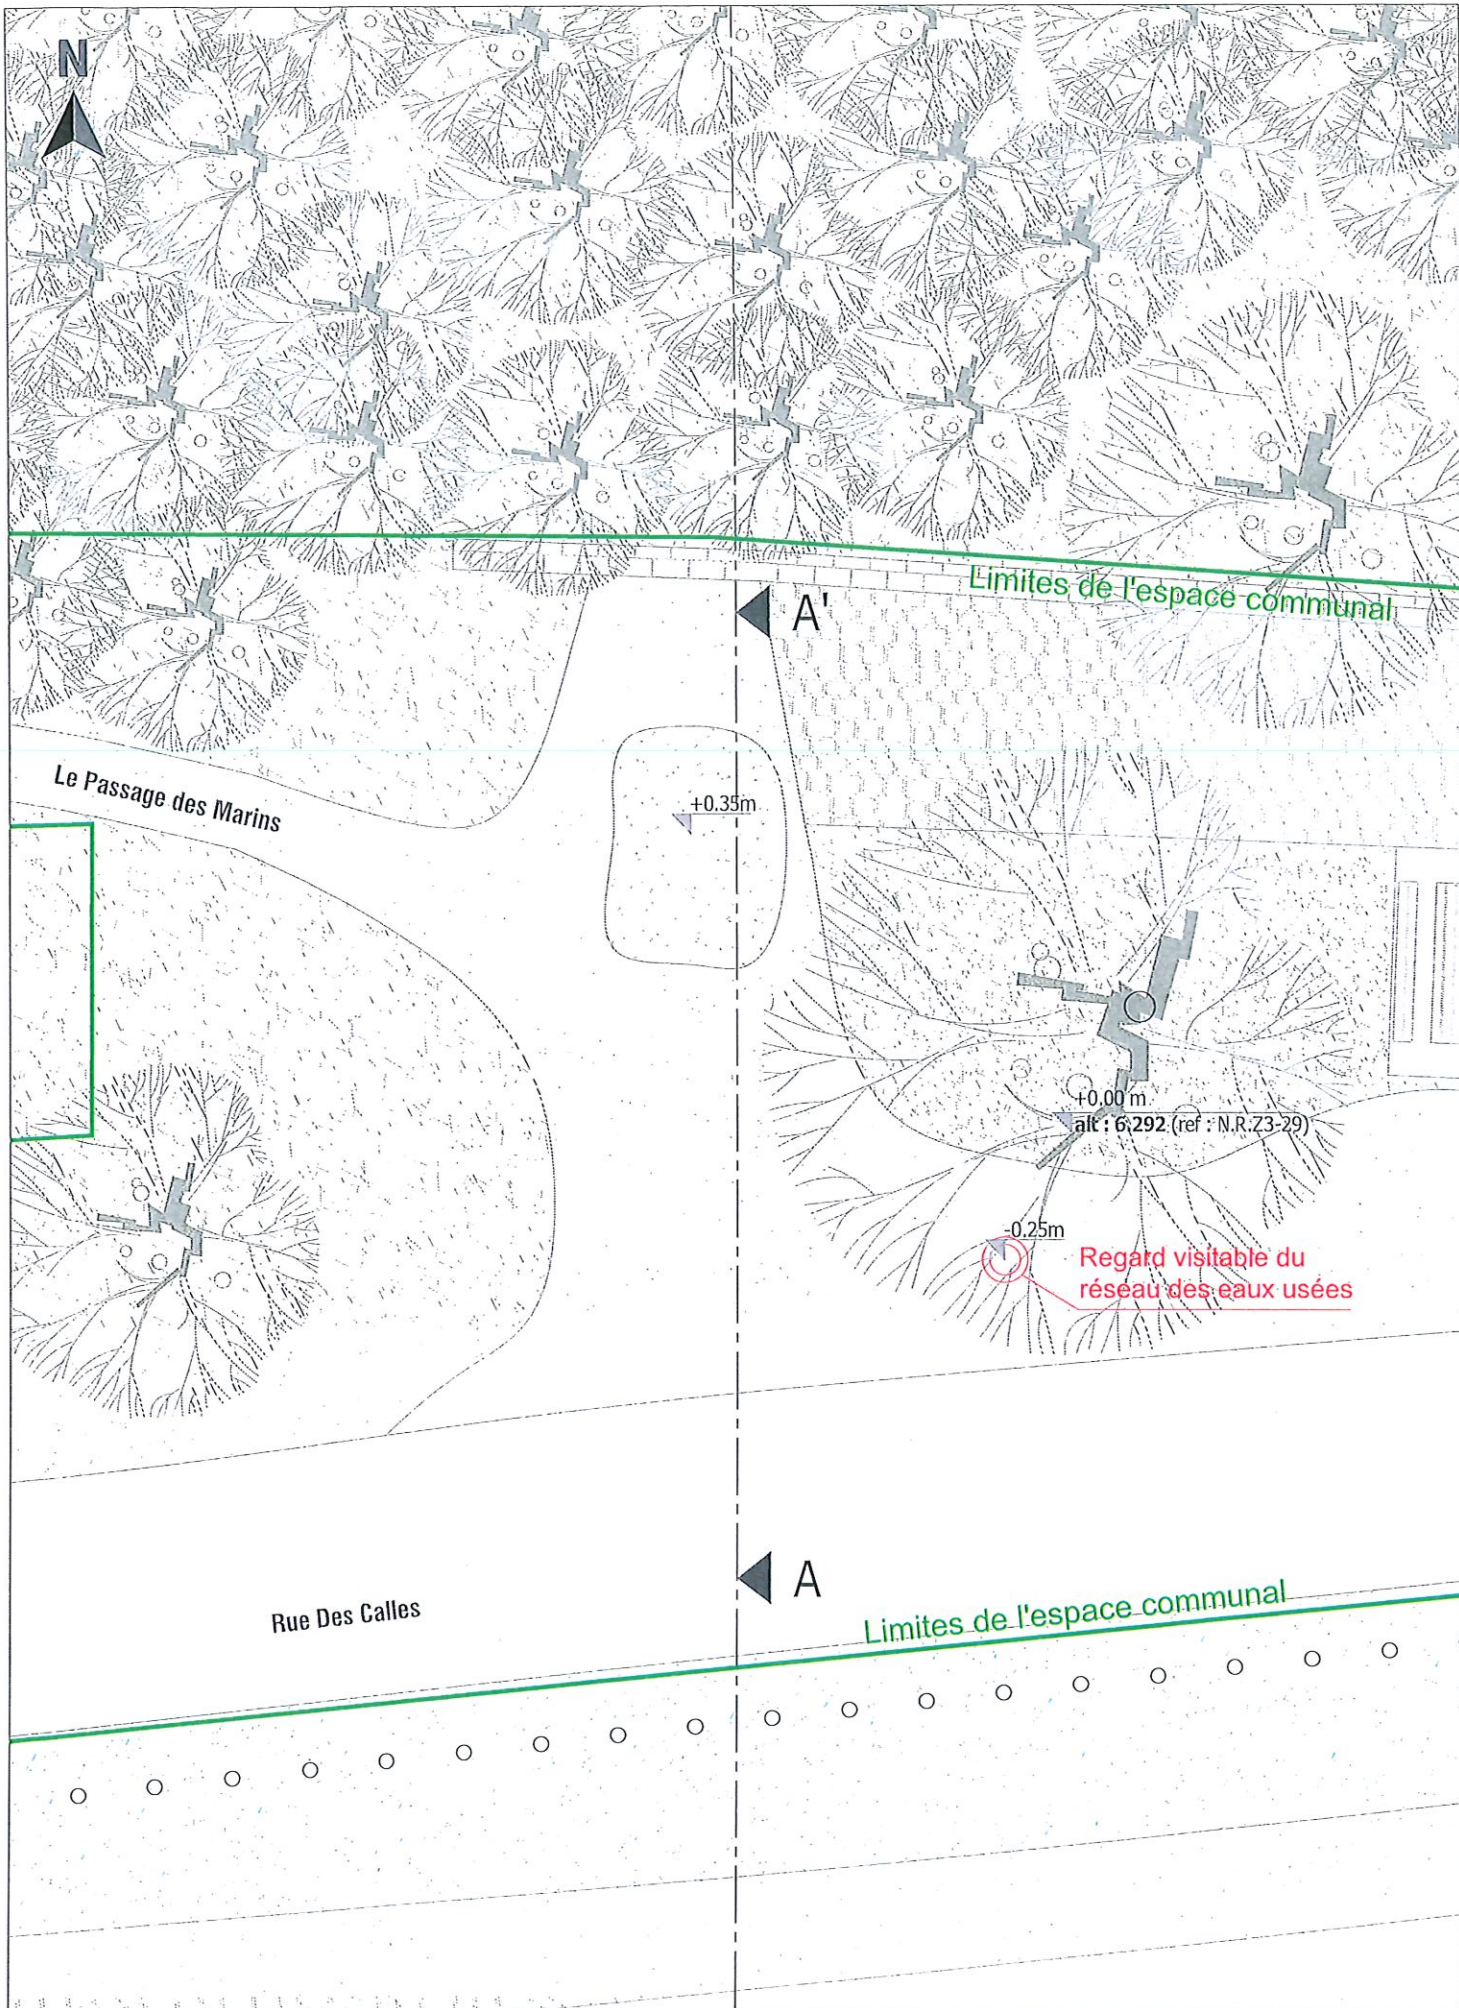 N
Limites de l'espace communal
A'
Le Passage des Marins
+0.35m
+0.00 m
alt : 6.292 (ref : N.R.Z3-29)
-0.25m
Regard visitable du
réseau des eaux usées
A
Rue Des Calles
Limites de l'espace communal